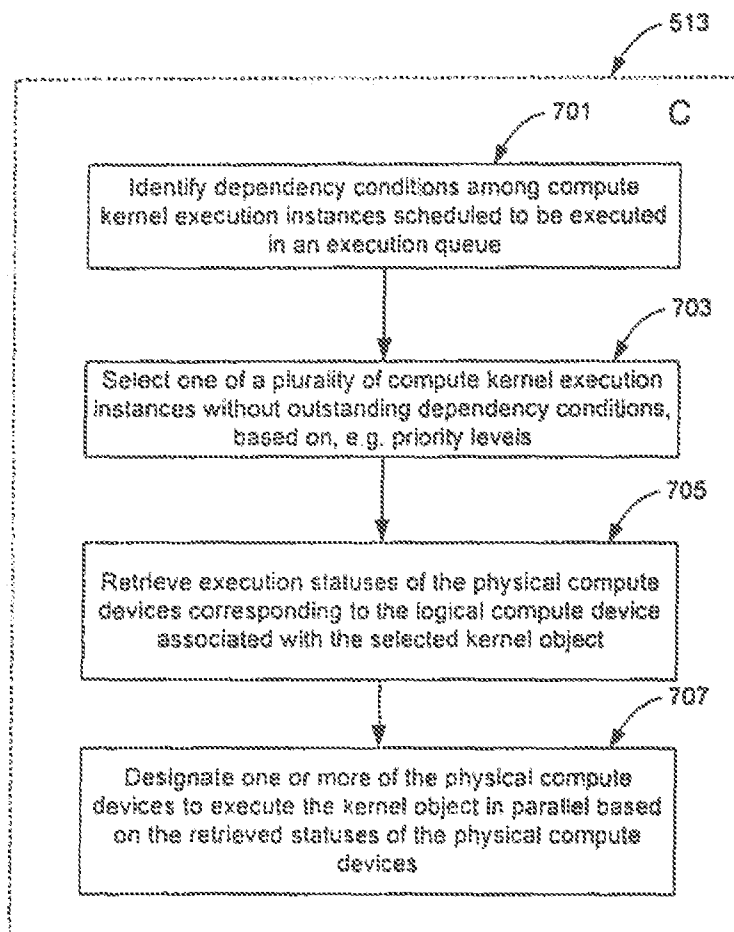 513
C
701
Identify dependency conditions among compute
kernel execution instances scheduled to be executed
in an execution queue
703
Select one of a plurality of compute kernel execution
instances without outstanding dependency conditions,
based on, e.g. priority levels
705
Retrieve execution statuses of the physical compute
devices corresponding to the logical compute device
associated with the selected kernel object
707
Designate one or more of the physical compute
devices to execute the kernel object in parallel based
on the retrieved statuses of the physical compute
devices